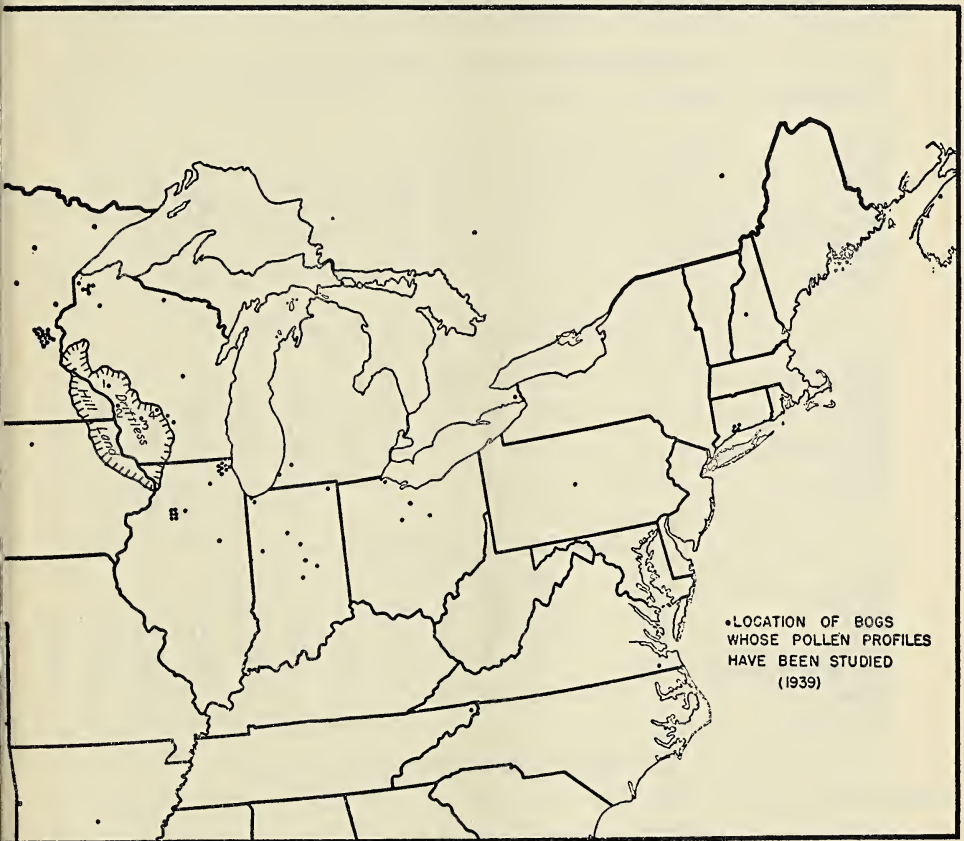 Driftless
Hill
Land
•LOCATION OF BOGS
WHOSE POLLEN PROFILES
HAVE BEEN STUDIED
(1939)